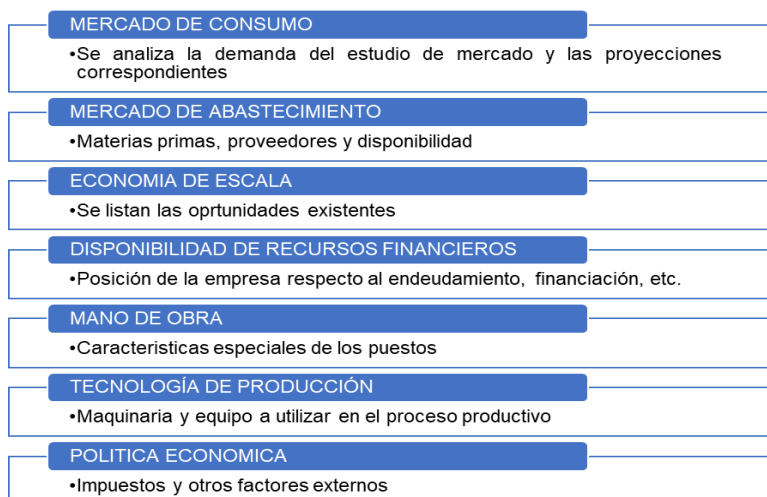 MERCADO DE CONSUMO
•Se analiza la demanda del estudio de mercado y las proyecciones
correspondientes
MERCADO DE ABASTECIMIENTO
•Materias primas, proveedores y disponibilidad
ECONOMIA DE ESCALA
•Se listan las oprtunidades existentes
DISPONIBILIDAD DE RECURSOS FINANCIEROS
•Posición de la empresa respecto al endeudamiento, financiación, etc.
MANO DE OBRA
•Caracteristicas especiales de los puestos
TECNOLOGÍA DE PRODUCCIÓN
•Maquinaria y equipo a utilizar en el proceso productivo
POLITICA ECONOMICA
•Impuestos y otros factores externos